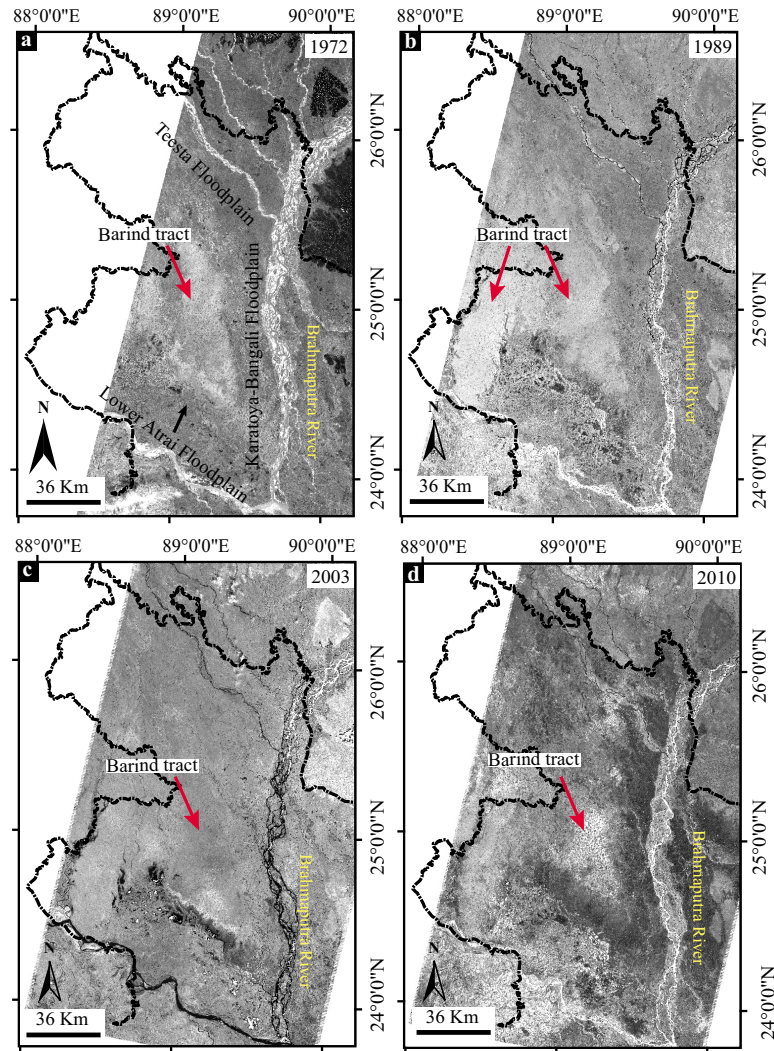 88°0'0"E
89°0'0"E
90°0'0"E
88°0'0"E
89°0'0"E
90°0'0"E
a
1972
Teesta Floodplain
Barind tract
Karatoya-Bangali Floodplain
Brahmaputra River
Lower Atrai Floodplain
N
36 Km
26°0'0"N
25°0'0"N
24°0'0"N
b
1989
Barind tract
Brahmaputra River
N
36 Km
26°0'0"N
25°0'0"N
24°0'0"N
88°0'0"E
89°0'0"E
90°0'0"E
88°0'0"E
89°0'0"E
90°0'0"E
c
2003
Barind tract
Brahmaputra River
N
36 Km
26°0'0"N
25°0'0"N
24°0'0"N
d
2010
Barind tract
Brahmaputra River
N
36 Km
26°0'0"N
25°0'0"N
24°0'0"N